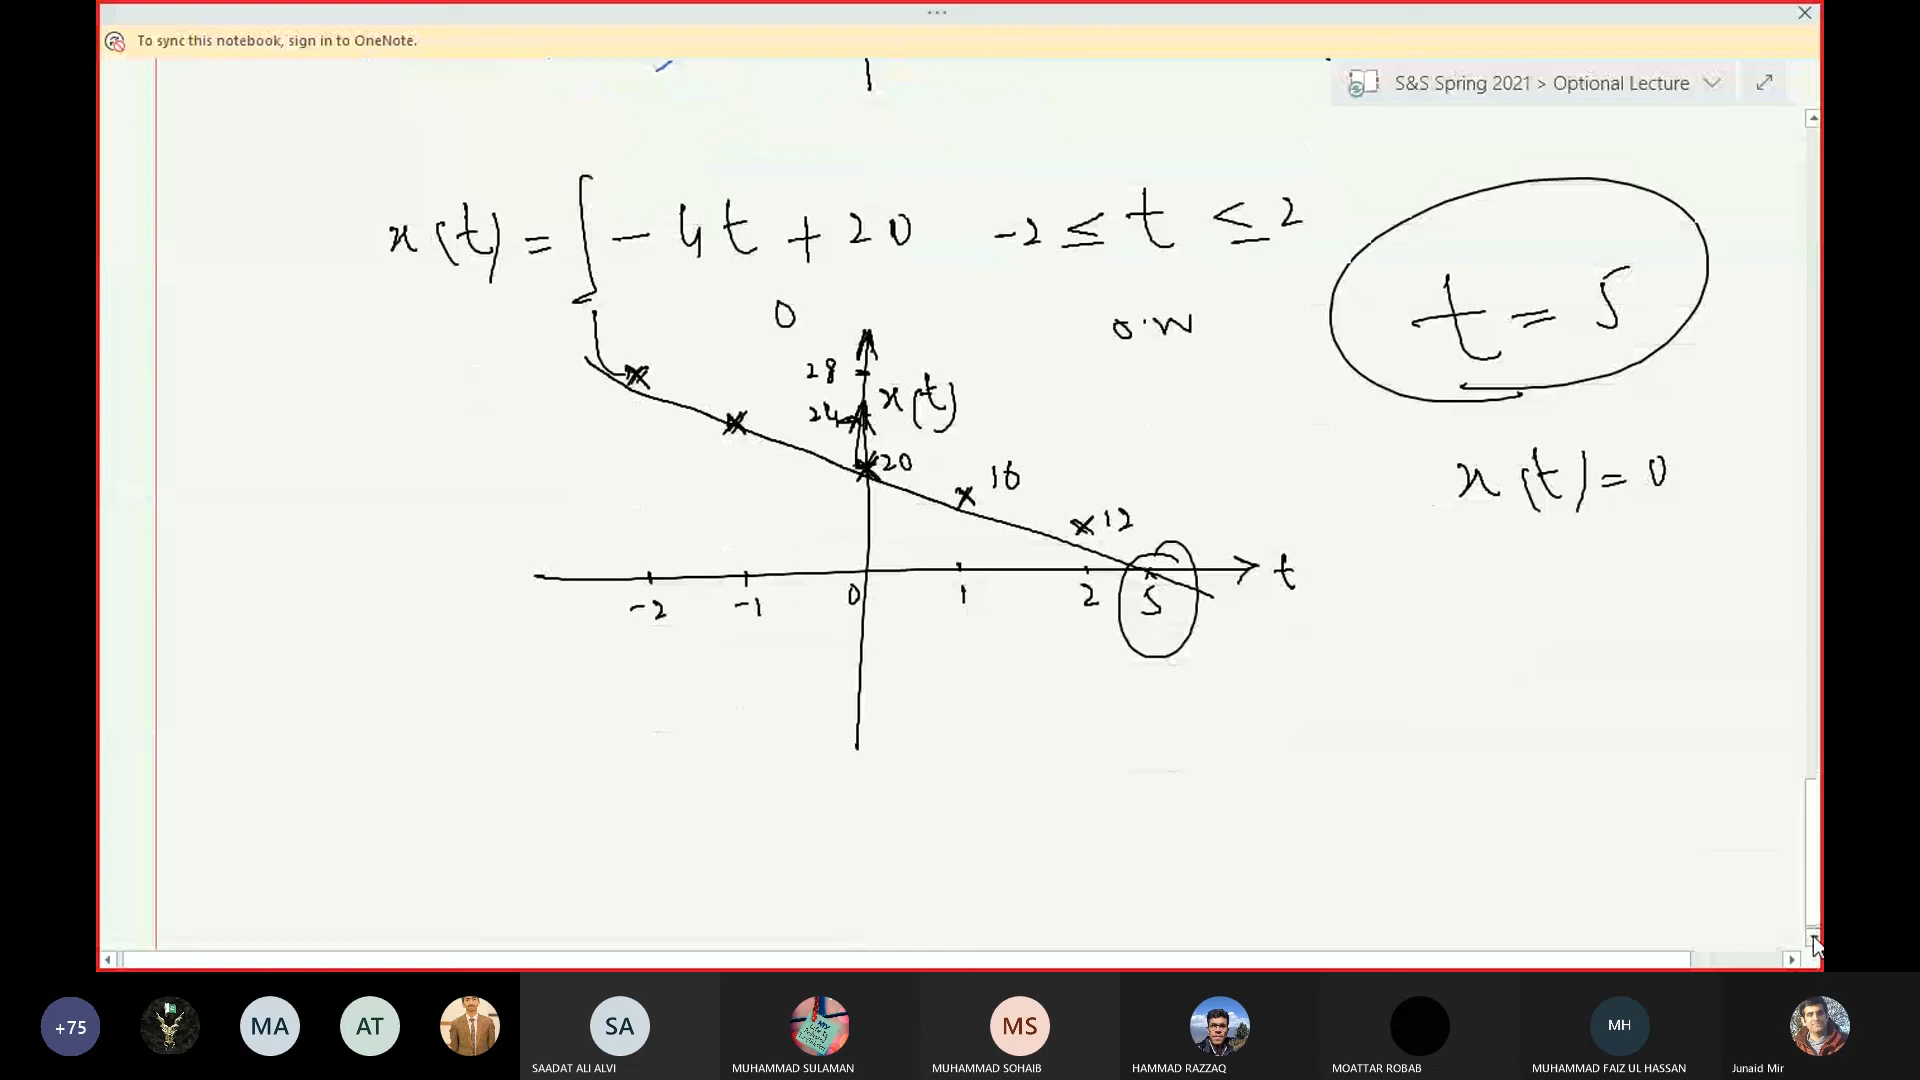 To sync this notebook, sign in to OneNote.
S&S Spring 2021 > Optional Lecture
x(t) = { -4t + 20 -2 ≤ t ≤ 2
0 O.W
t = 5
28
24
x(t)
20
16
12
x(t) = 0
t
-2 -1 0 1 2 5
+75
MA
AT
SA
MS
MH
SAADAT ALI ALVI
MUHAMMAD SULAMAN
MUHAMMAD SOHAIB
HAMMAD RAZZAQ
MOATTAR ROBAB
MUHAMMAD FAIZ UL HASSAN
Junaid Mir